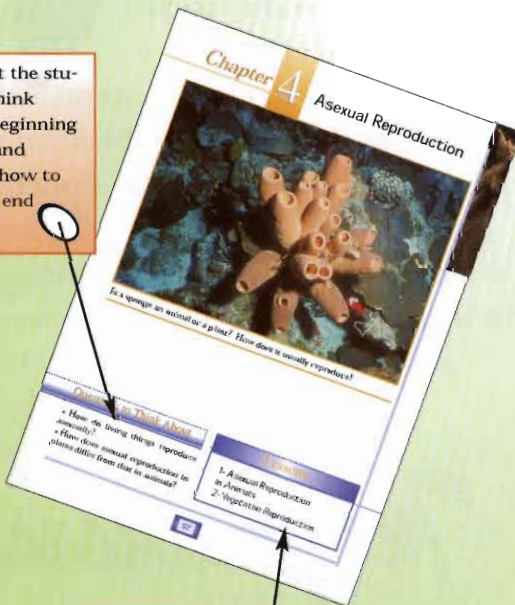 t the stu-
hink
eginning
and
how to
end
Chapter 4
Asexual Reproduction
Is a sponge an animal or a plant? How does it usually reproduce?
Questions to Think About
• How do living things reproduce
asexually?
• How does asexual reproduction in
plants differ from that in animals?
Lessons
1- Asexual Reproduction
in Animals
2- Vegetative Reproduction